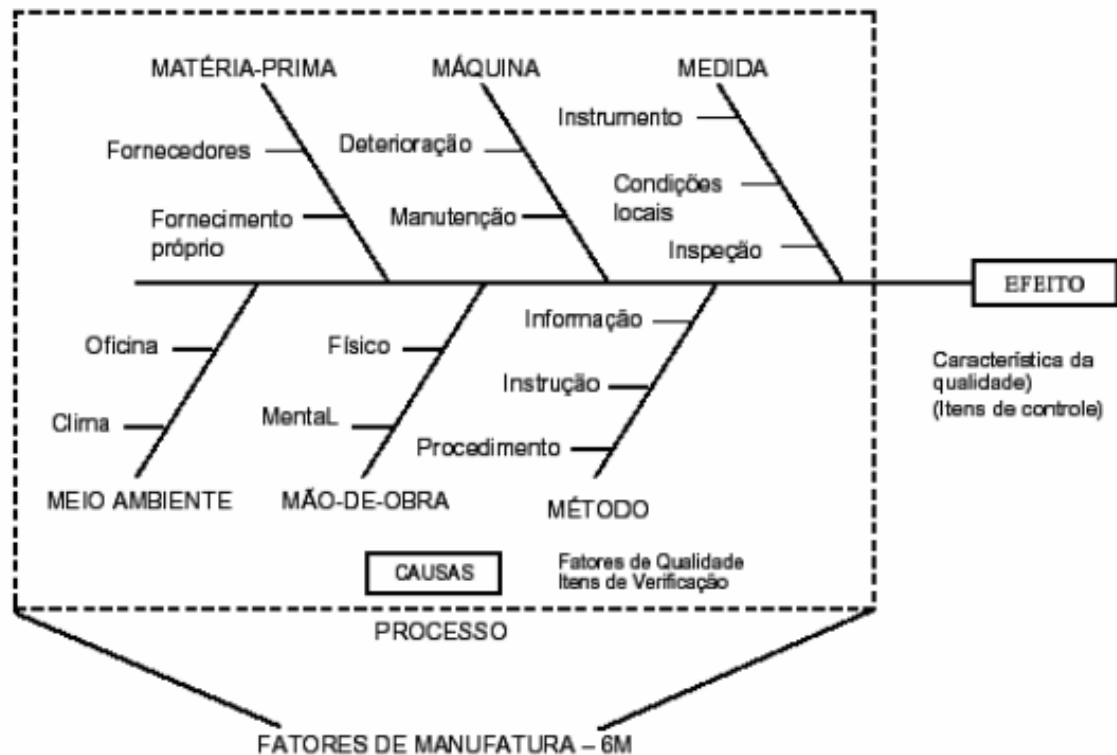 MATÉRIA-PRIMA
MÁQUINA
MEDIDA
Fornecedores
Fornecimento
próprio
Deterioração
Manutenção
Instrumento
Condições
locais
Inspeção
EFEITO
Característica da
qualidade)
(Itens de controle)
Oficina
Clima
Físico
MentaL
Informação
Instrução
Procedimento
MEIO AMBIENTE
MÃO-DE-OBRA
MÉTODO
CAUSAS
Fatores de Qualidade
Itens de Verificação
PROCESSO
FATORES DE MANUFATURA – 6M